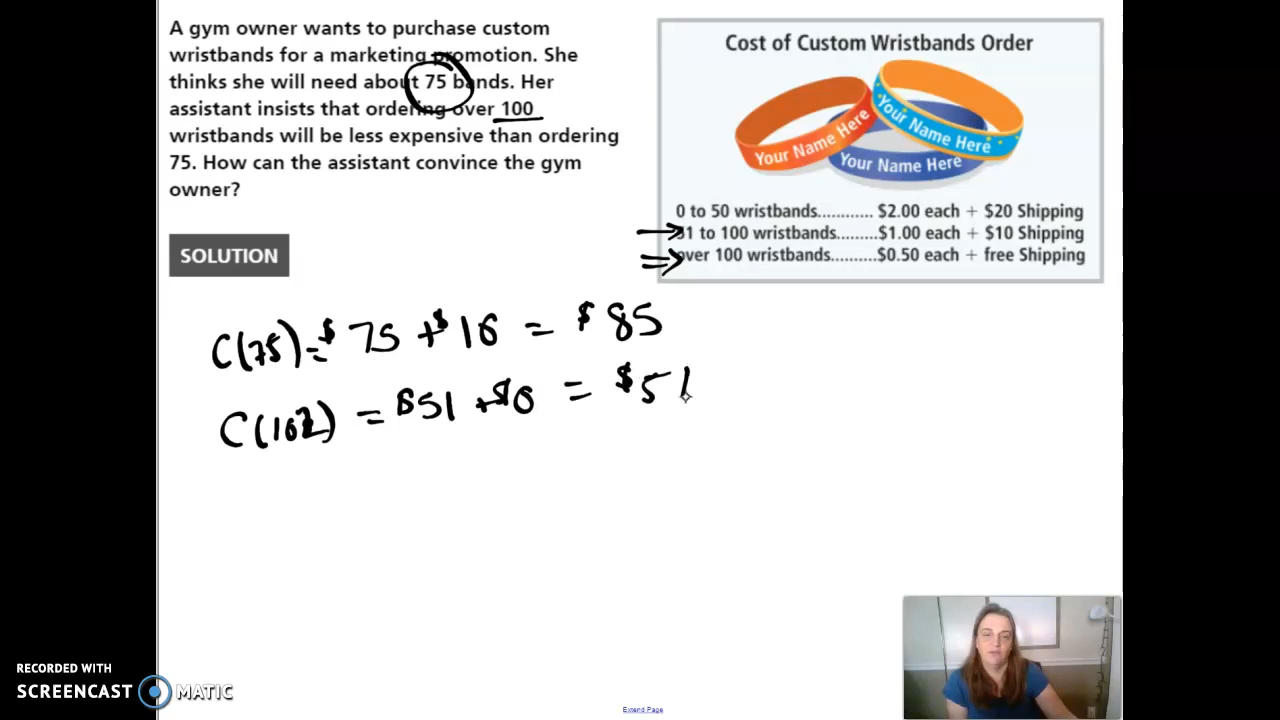 A gym owner wants to purchase custom
wristbands for a marketing promotion. She
thinks she will need about 75 bands. Her
assistant insists that ordering over 100
wristbands will be less expensive than ordering
75. How can the assistant convince the gym
owner?
SOLUTION
Cost of Custom Wristbands Order
Your Name Here
Your Name Here
Your Name Here
0 to 50 wristbands............ $2.00 each + $20 Shipping
51 to 100 wristbands........$1.00 each + $10 Shipping
over 100 wristbands..........$0.50 each + free Shipping
C(75) = $75 + $10 = $85
C(102) = $51 + $0 = $51
RECORDED WITH
SCREENCAST MATIC
Extend Page